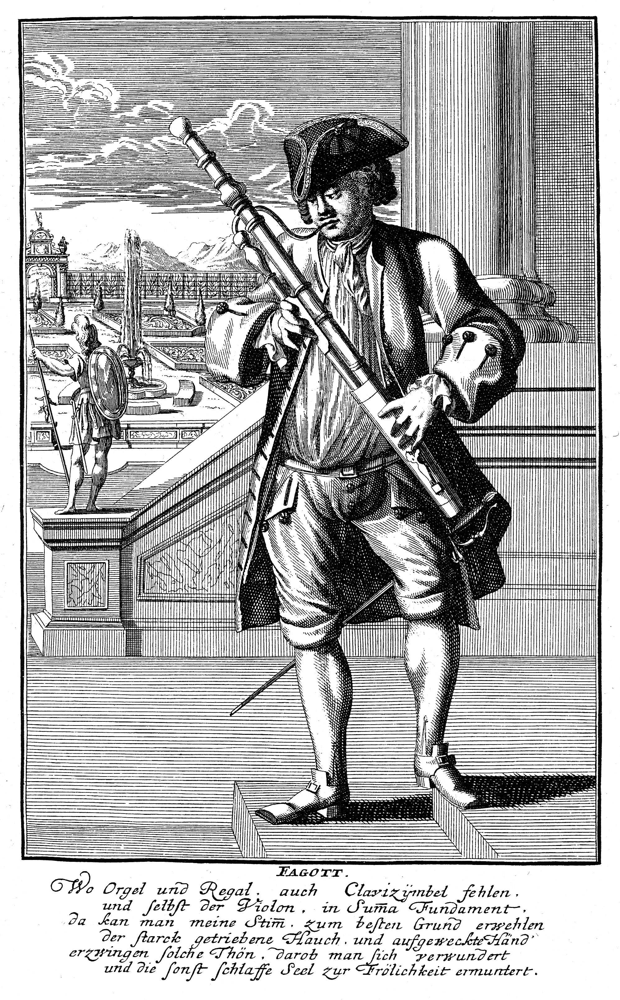 FAGOTT.
Wo Orgel und Regal. auch Clavizÿmbel fehlen.
und ſelbſt der Violon, in Sum̅a Fundament.
da kan man meine Stim̅. zum beſten Grund erwehlen
der ſtarck getriebene Hauch. und aufgeweckte Händ'
erzwingen ſolche Thön, darob man ſich verwundert
und die ſonſt ſchlaffe Seel zur Frölichkeit ermuntert.